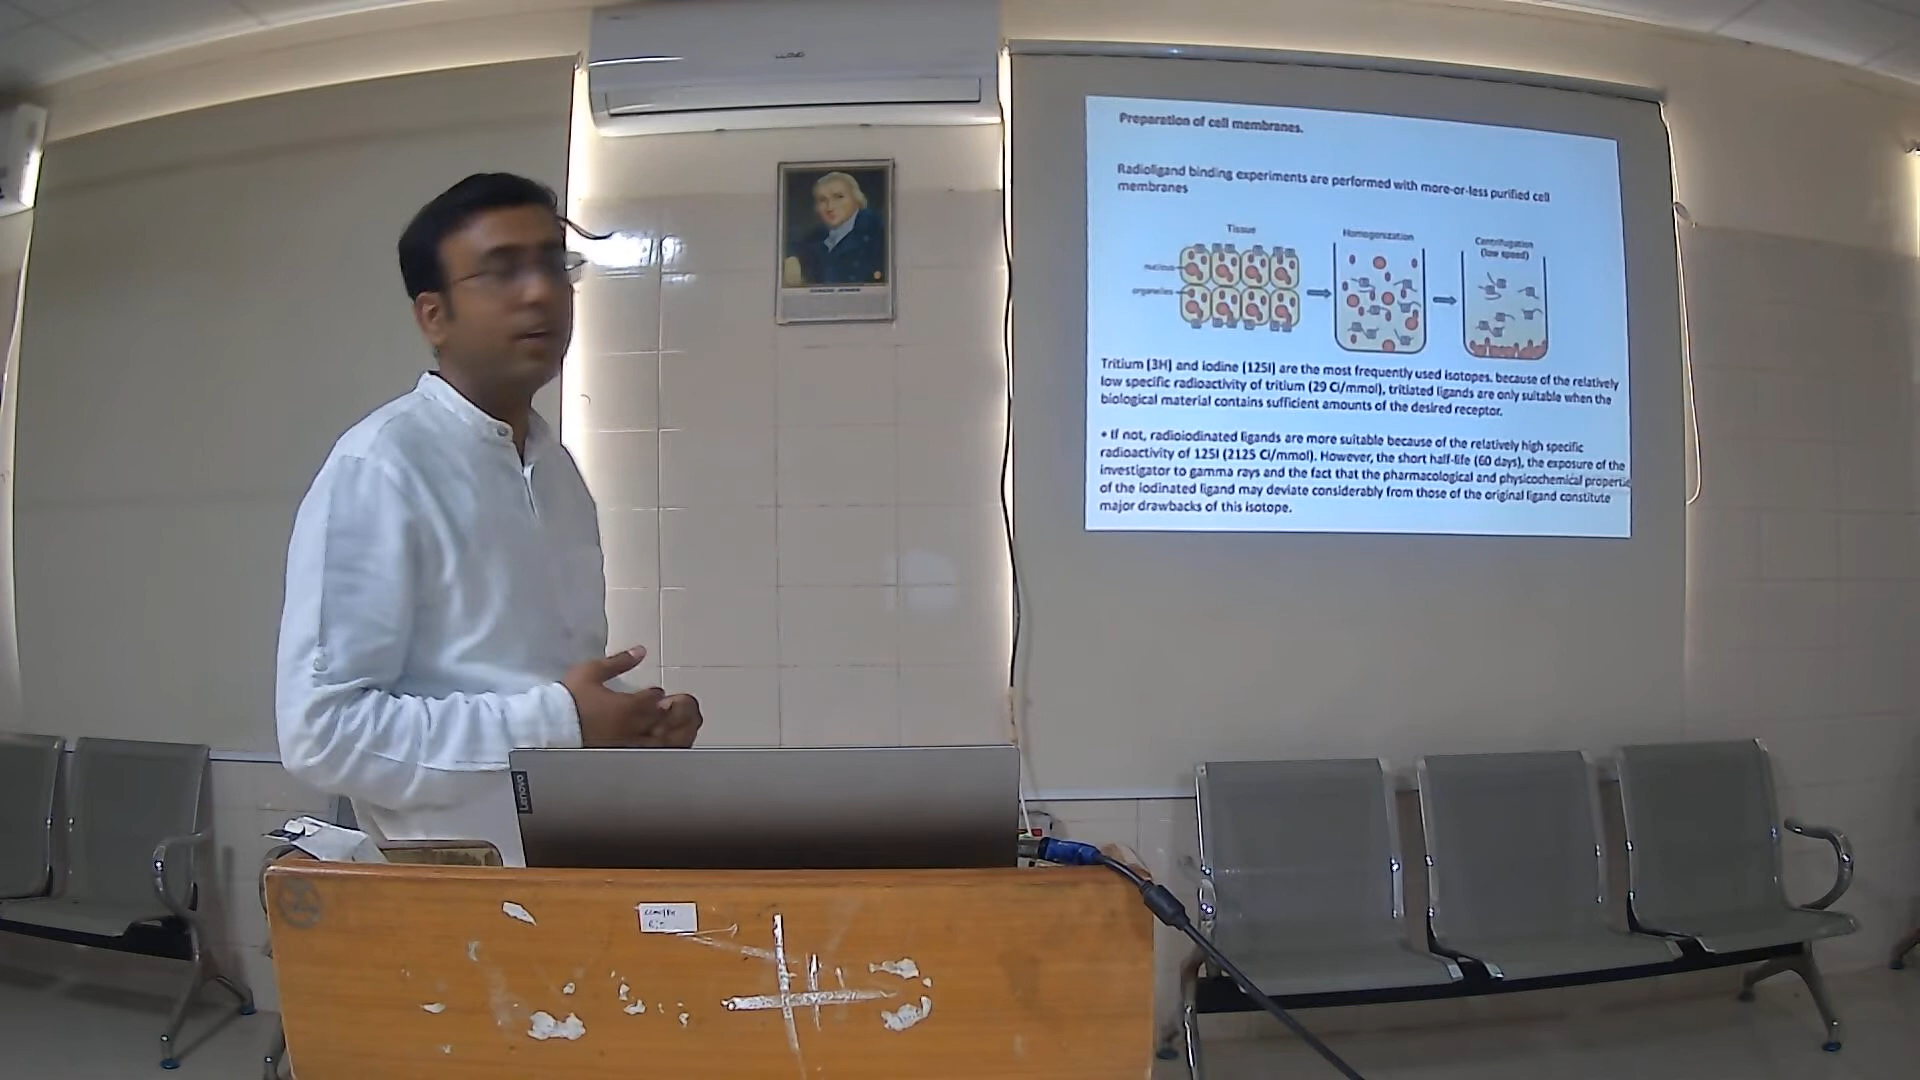 LLOYD
Preparation of cell membranes.
Radioligand binding experiments are performed with more-or-less purified cell
membranes
Tissue
Homogenization
Centrifugation
(low speed)
nucleus
organelles
Tritium [3H] and iodine [125I] are the most frequently used isotopes. because of the relatively
low specific radioactivity of tritium (29 Ci/mmol), tritiated ligands are only suitable when the
biological material contains sufficient amounts of the desired receptor.
• If not, radioiodinated ligands are more suitable because of the relatively high specific
radioactivity of 125I (2125 Ci/mmol). However, the short half-life (60 days), the exposure of the
investigator to gamma rays and the fact that the pharmacological and physicochemical propertie
of the iodinated ligand may deviate considerably from those of the original ligand constitute
major drawbacks of this isotope.
EDWARD JENNER
Lenovo